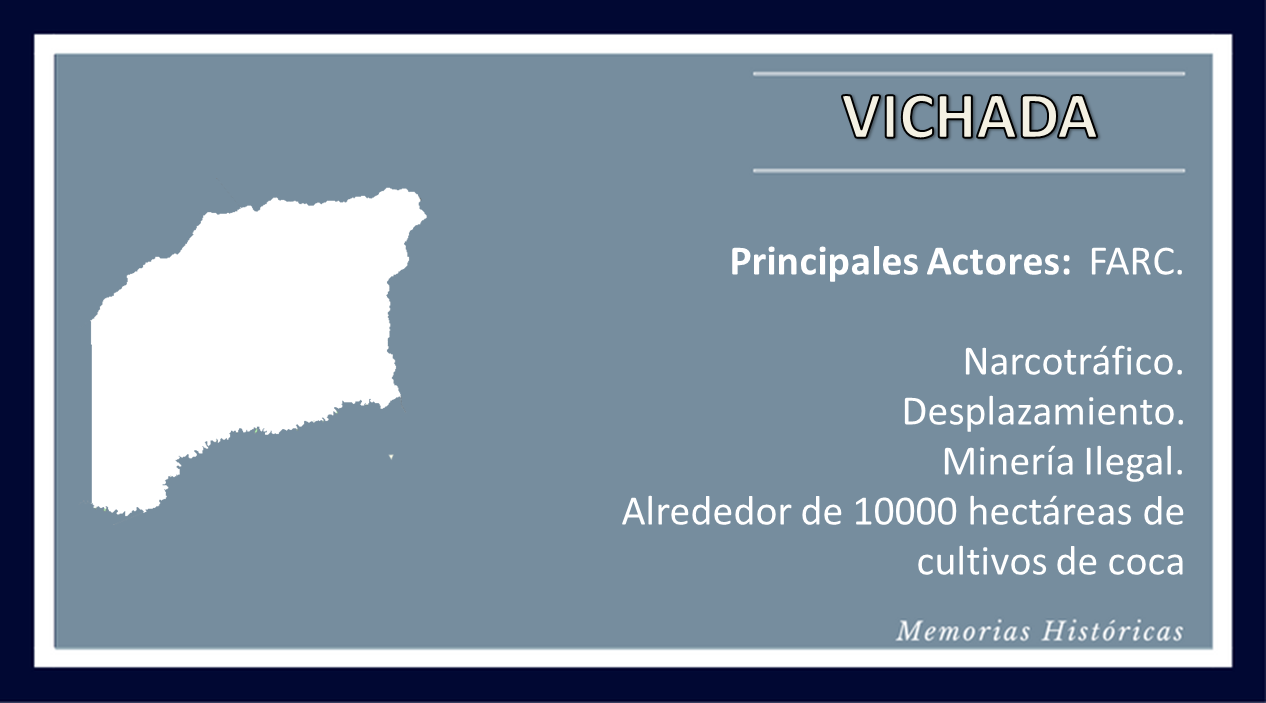 VICHADA
Principales Actores: FARC.
Narcotráfico.
Desplazamiento.
Minería Ilegal.
Alrededor de 10000 hectáreas de
cultivos de coca
Memorias Históricas